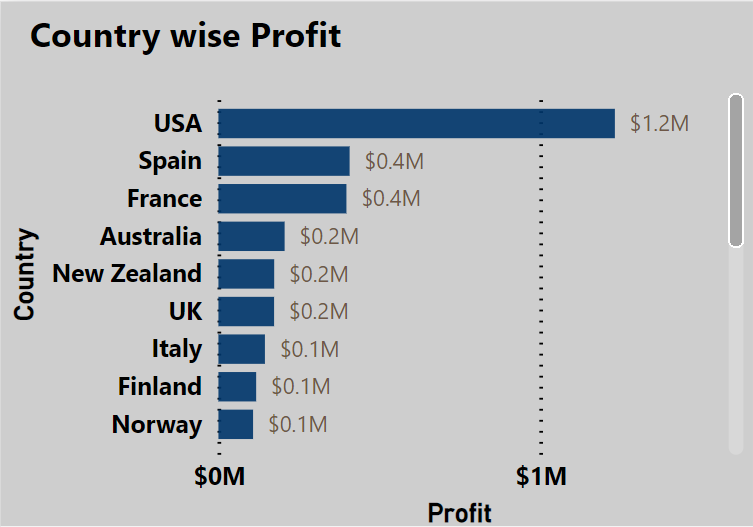 Country wise Profit
Country
USA $1.2M
Spain $0.4M
France $0.4M
Australia $0.2M
New Zealand $0.2M
UK $0.2M
Italy $0.1M
Finland $0.1M
Norway $0.1M
$0M $1M
Profit